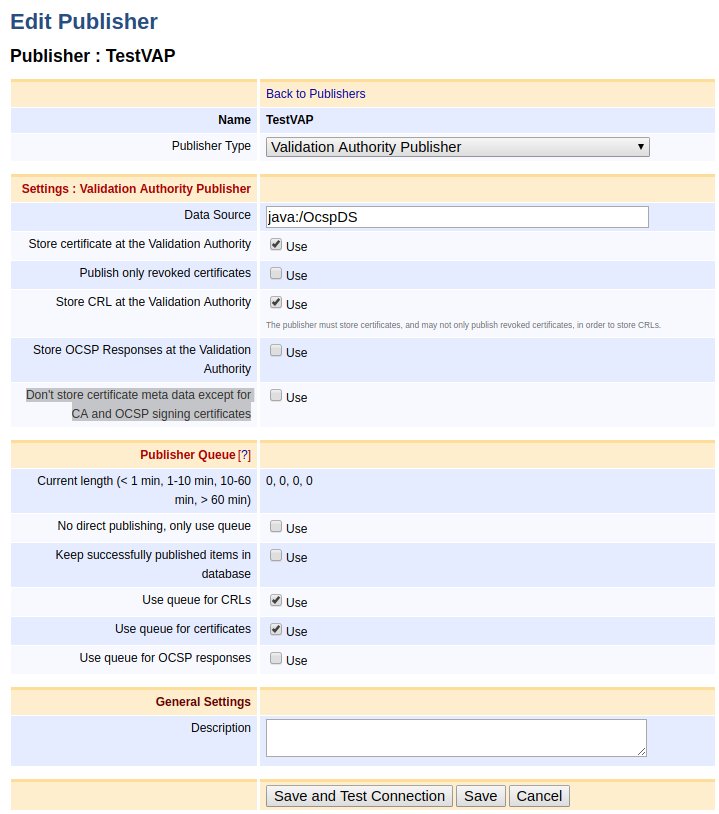 Edit Publisher
Publisher : TestVAP
Back to Publishers
Name TestVAP
Publisher Type Validation Authority Publisher
Settings : Validation Authority Publisher
Data Source java:/OcspDS
Store certificate at the Validation Authority Use
Publish only revoked certificates Use
Store CRL at the Validation Authority Use
The publisher must store certificates, and may not only publish revoked certificates, in order to store CRLs.
Store OCSP Responses at the Validation Use
Authority
Don't store certificate meta data except for Use
CA and OCSP signing certificates
Publisher Queue[?]
Current length (< 1 min, 1-10 min, 10-60 0, 0, 0, 0
min, > 60 min)
No direct publishing, only use queue Use
Keep successfully published items in Use
database
Use queue for CRLs Use
Use queue for certificates Use
Use queue for OCSP responses Use
General Settings
Description
Save and Test Connection Save Cancel